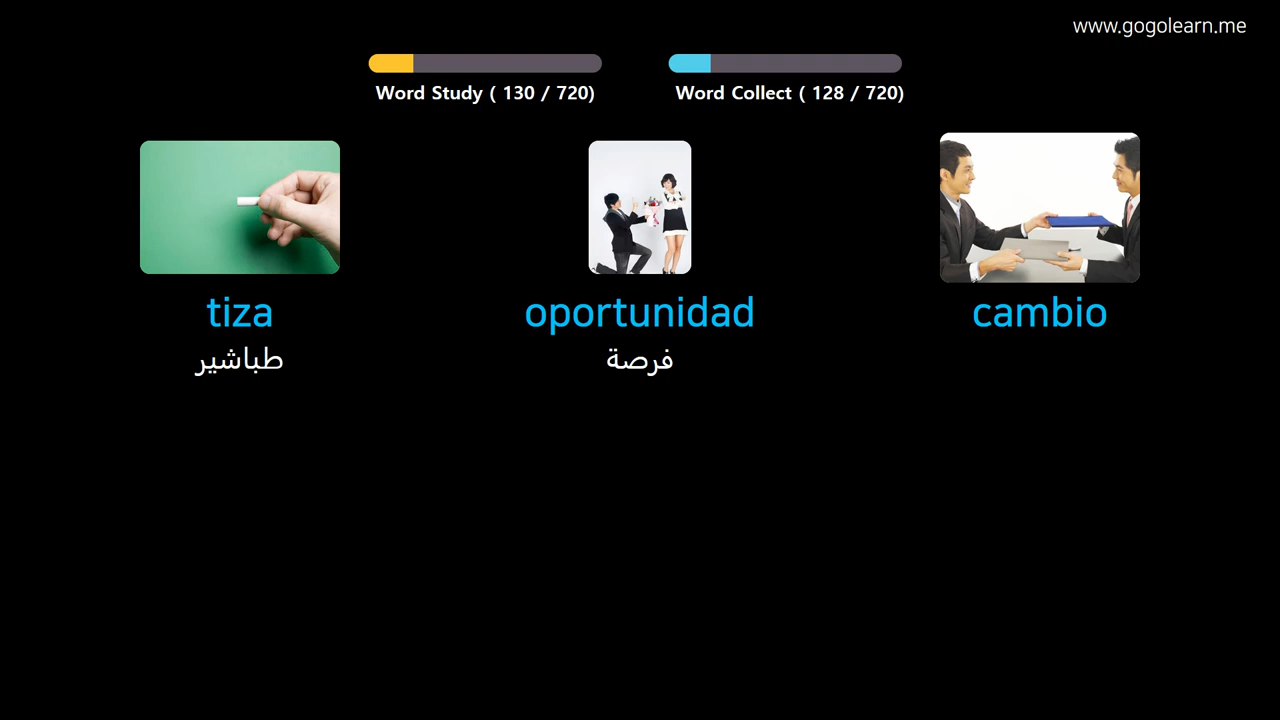 www.gogolearn.me
Word Study ( 130 / 720)
Word Collect ( 128 / 720)
tiza
oportunidad
cambio
طباشير
فرصة